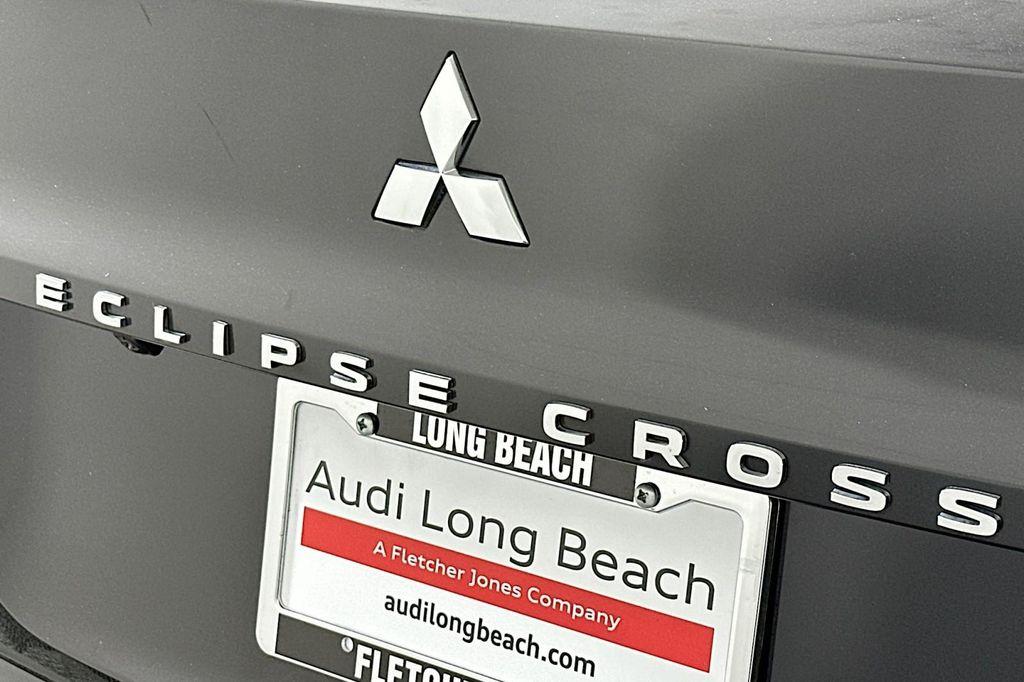 ECLIPSE CROSS
LONG BEACH
Audi Long Beach
A Fletcher Jones Company
audilongbeach.com